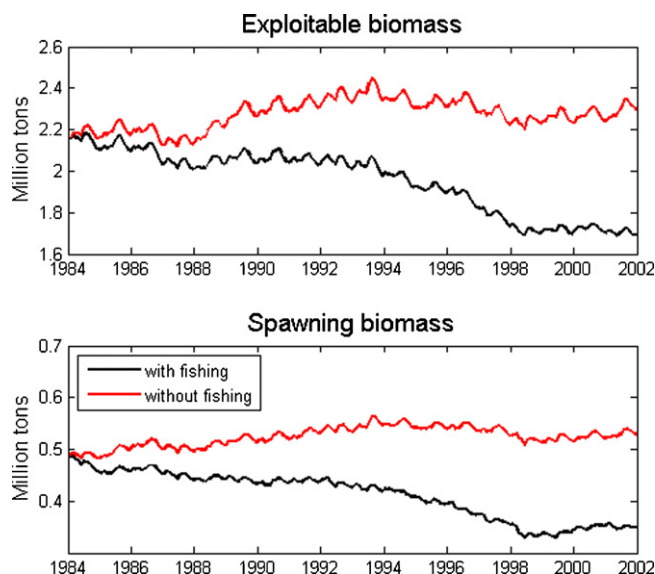 Exploitable biomass
Million tons
2.6
2.4
2.2
2
1.8
1.6
1984 1986 1988 1990 1992 1994 1996 1998 2000 2002
Spawning biomass
Million tons
0.7
0.6
0.5
0.4
with fishing
without fishing
1984 1986 1988 1990 1992 1994 1996 1998 2000 2002